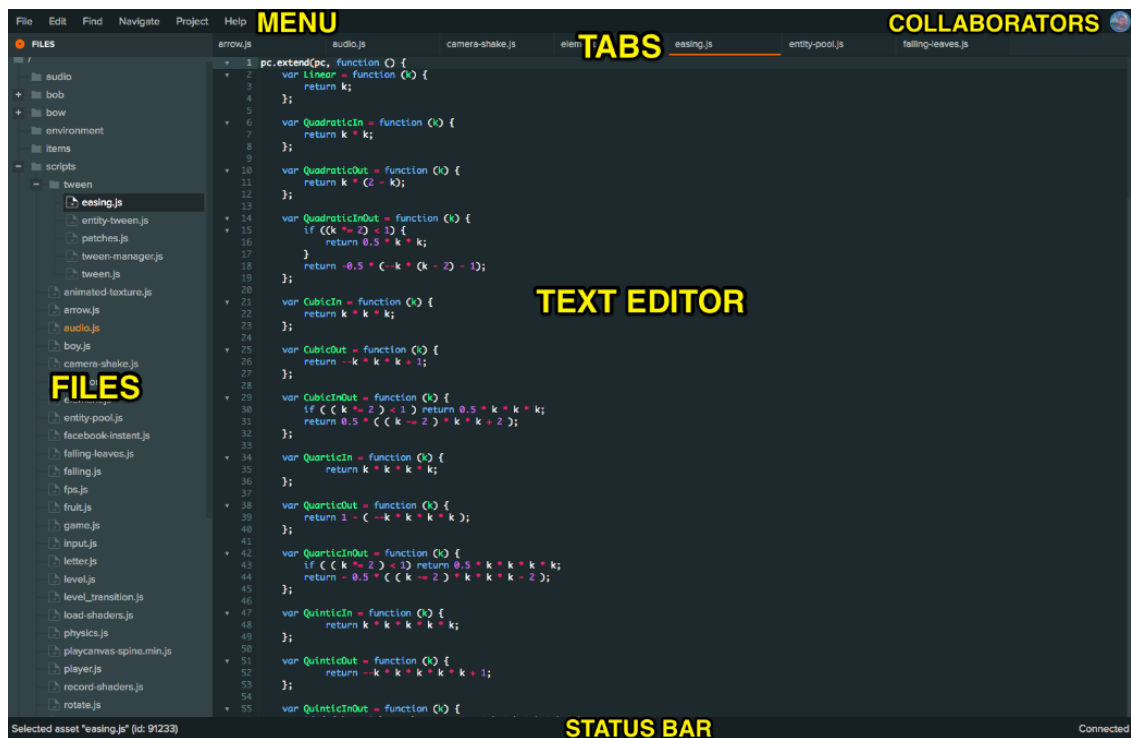 File Edit Find Navigate Project Help MENU COLLABORATORS
FILES
arrow.js audio.js camera-shake.js TABS easing.js entity-pool.js falling-leaves.js
/
audio
bob
bow
environment
items
scripts
tween
easing.js
entity-tween.js
patches.js
tween-manager.js
tween.js
animated-texture.js
arrow.js
audio.js
boy.js
camera-shake.js
FILES
entity-pool.js
facebook-instant.js
falling-leaves.js
falling.js
fps.js
fruit.js
game.js
input.js
letter.js
level.js
level_transition.js
load-shaders.js
physics.js
playcanvas-spine.min.js
player.js
record-shaders.js
rotate.js
1 pc.extend(pc, function () {
2 var Linear = function (k) {
3 return k;
4 };
5
6 var QuadraticIn = function (k) {
7 return k * k;
8 };
9
10 var QuadraticOut = function (k) {
11 return k * (2 - k);
12 };
13
14 var QuadraticInOut = function (k) {
15 if ((k *= 2) < 1) {
16 return 0.5 * k * k;
17 }
18 return -0.5 * (--k * (k - 2) - 1);
19 };
20
21 var CubicIn = function (k) {
22 return k * k * k;
23 };
24
25 var CubicOut = function (k) {
26 return --k * k * k + 1;
27 };
28
29 var CubicInOut = function (k) {
30 if ( ( k *= 2 ) < 1 ) return 0.5 * k * k * k;
31 return 0.5 * ( ( k -= 2 ) * k * k + 2 );
32 };
33
34 var QuarticIn = function (k) {
35 return k * k * k * k;
36 };
37
38 var QuarticOut = function (k) {
39 return 1 - ( --k * k * k * k );
40 };
41
42 var QuarticInOut = function (k) {
43 if ( ( k *= 2 ) < 1) return 0.5 * k * k * k * k;
44 return - 0.5 * ( ( k -= 2 ) * k * k * k - 2 );
45 };
46
47 var QuinticIn = function (k) {
48 return k * k * k * k * k;
49 };
50
51 var QuinticOut = function (k) {
52 return --k * k * k * k * k + 1;
53 };
54
55 var QuinticInOut = function (k) {
TEXT EDITOR
Selected asset "easing.js" (id: 91233) STATUS BAR Connected